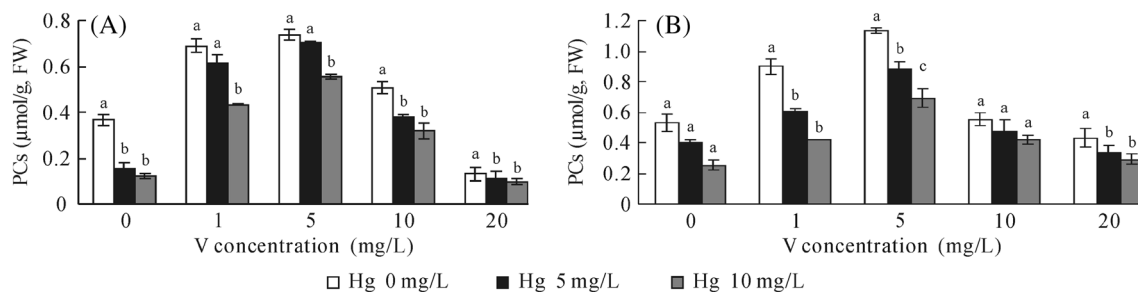 (A)
PCs (μmol/g, FW)
0.8
0.6
0.4
0.2
0
a b b
a a b
a a b
a b b
a b b
0 1 5 10 20
V concentration (mg/L)
(B)
PCs (μmol/g, FW)
1.2
1.0
0.8
0.6
0.4
0.2
0
a a a
a b b
a b c
a a a
a b b
0 1 5 10 20
V concentration (mg/L)
Hg 0 mg/L Hg 5 mg/L Hg 10 mg/L